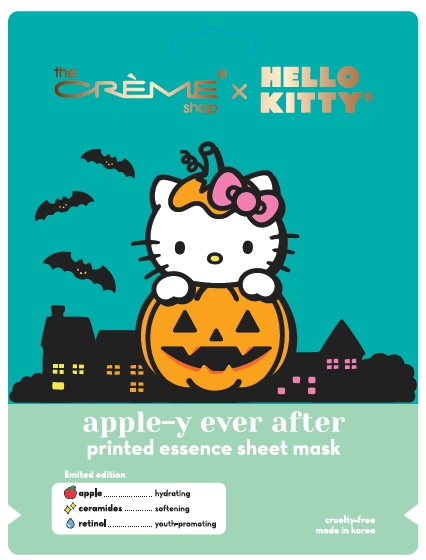 the
CRÈME®
shop
x
HELLO
KITTY®
apple-y ever after
printed essence sheet mask
limited edition
apple .................. hydrating
ceramides ........... softening
retinol ................ youth-promoting
cruelty-free
made in korea